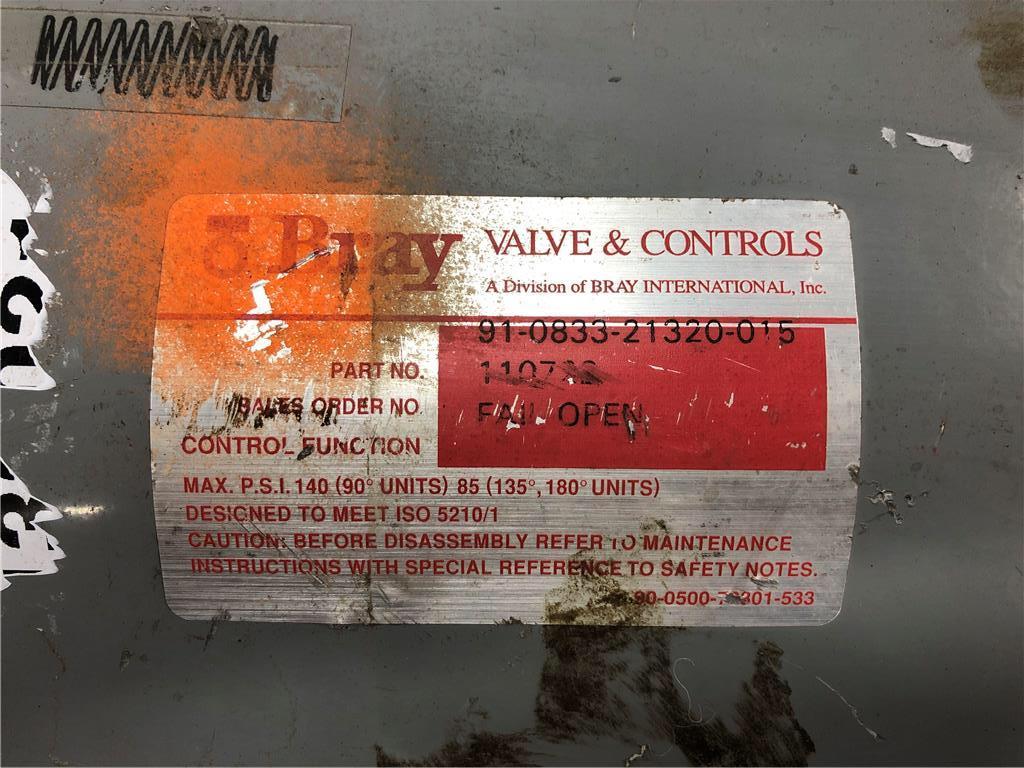 Bray VALVE & CONTROLS
A Division of BRAY INTERNATIONAL, Inc.
91-0833-21320-015
PART NO.
SALES ORDER NO.
FAIL OPEN
CONTROL FUNCTION
MAX. P.S.I. 140 (90° UNITS) 85 (135°, 180° UNITS)
DESIGNED TO MEET ISO 5210/1
CAUTION: BEFORE DISASSEMBLY REFER TO MAINTENANCE
INSTRUCTIONS WITH SPECIAL REFERENCE TO SAFETY NOTES.